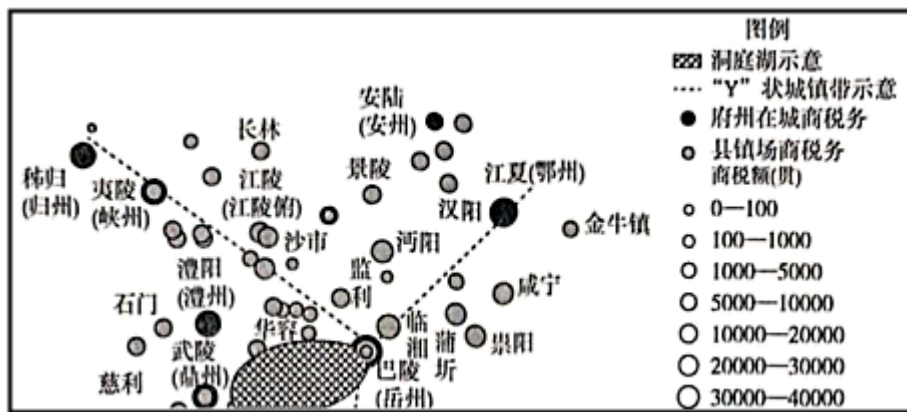 图例
洞庭湖示意
“Y”状城镇带示意
府州在城商税务
县镇场商税务
商税额(贯)
0—100
100—1000
1000—5000
5000—10000
10000—20000
20000—30000
30000—40000
秭归
(归州)
夷陵
(峡州)
长林
江陵
(江陵府)
沙市
景陵
安陆
(安州)
汉阳
江夏(鄂州)
金牛镇
沔阳
监利
澧阳
(澧州)
石门
武陵
(鼎州)
慈利
华容
临湘
蒲圻
咸宁
崇阳
巴陵
(岳州)